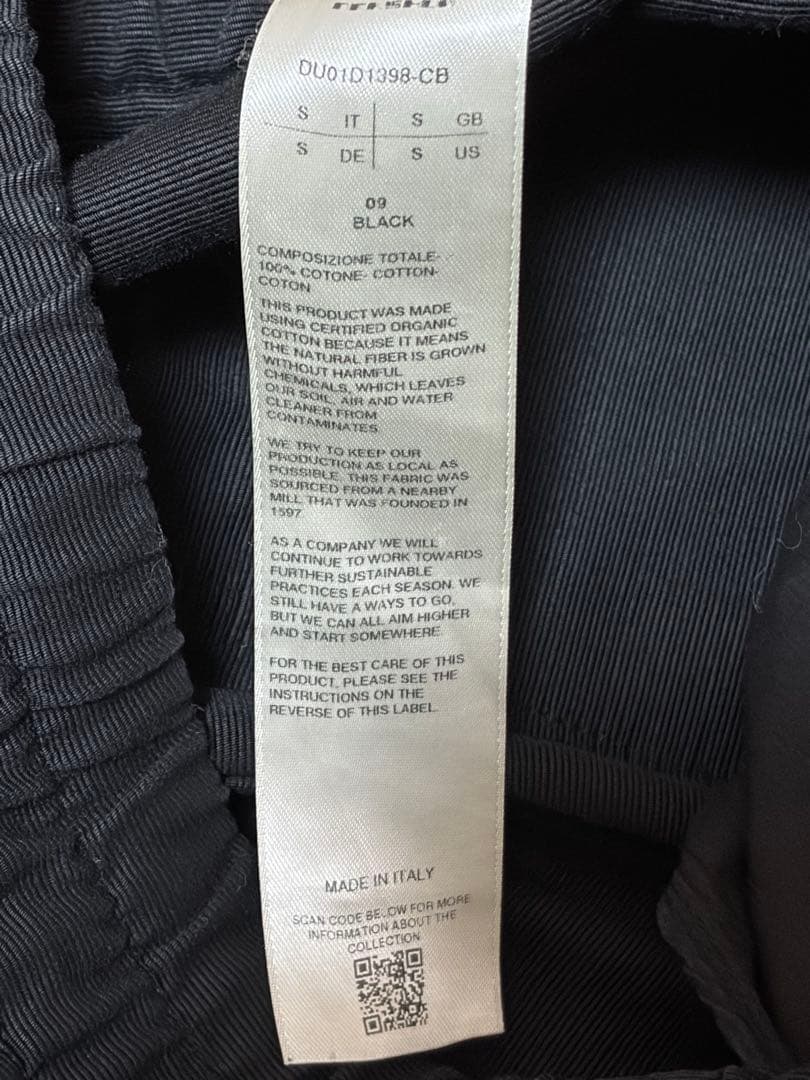 DU01D1398-CB
S IT S GB
S DE S US
09
BLACK
COMPOSIZIONE TOTALE-
100% COTONE- COTTON-
COTON
THIS PRODUCT WAS MADE
USING CERTIFIED ORGANIC
COTTON BECAUSE IT MEANS
THE NATURAL FIBER IS GROWN
WITHOUT HARMFUL
CHEMICALS, WHICH LEAVES
OUR SOIL, AIR AND WATER
CLEANER FROM
CONTAMINATES
WE TRY TO KEEP OUR
PRODUCTION AS LOCAL AS
POSSIBLE, THIS FABRIC WAS
SOURCED FROM A NEARBY
MILL THAT WAS FOUNDED IN
1597
AS A COMPANY WE WILL
CONTINUE TO WORK TOWARDS
FURTHER SUSTAINABLE
PRACTICES EACH SEASON. WE
STILL HAVE A WAYS TO GO,
BUT WE CAN ALL AIM HIGHER
AND START SOMEWHERE.
FOR THE BEST CARE OF THIS
PRODUCT, PLEASE SEE THE
INSTRUCTIONS ON THE
REVERSE OF THIS LABEL.
MADE IN ITALY
SCAN CODE BELOW FOR MORE
INFORMATION ABOUT THE
COLLECTION